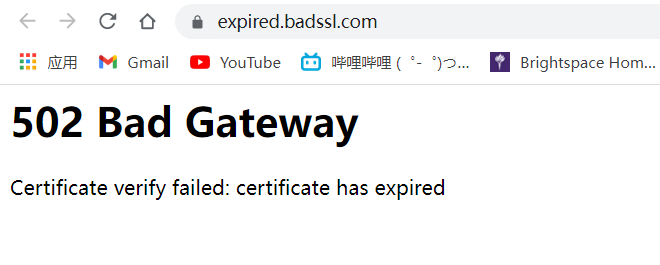 expired.badssl.com
应用 Gmail YouTube 哔哩哔哩 (゜-゜)つ... Brightspace Hom...
502 Bad Gateway
Certificate verify failed: certificate has expired